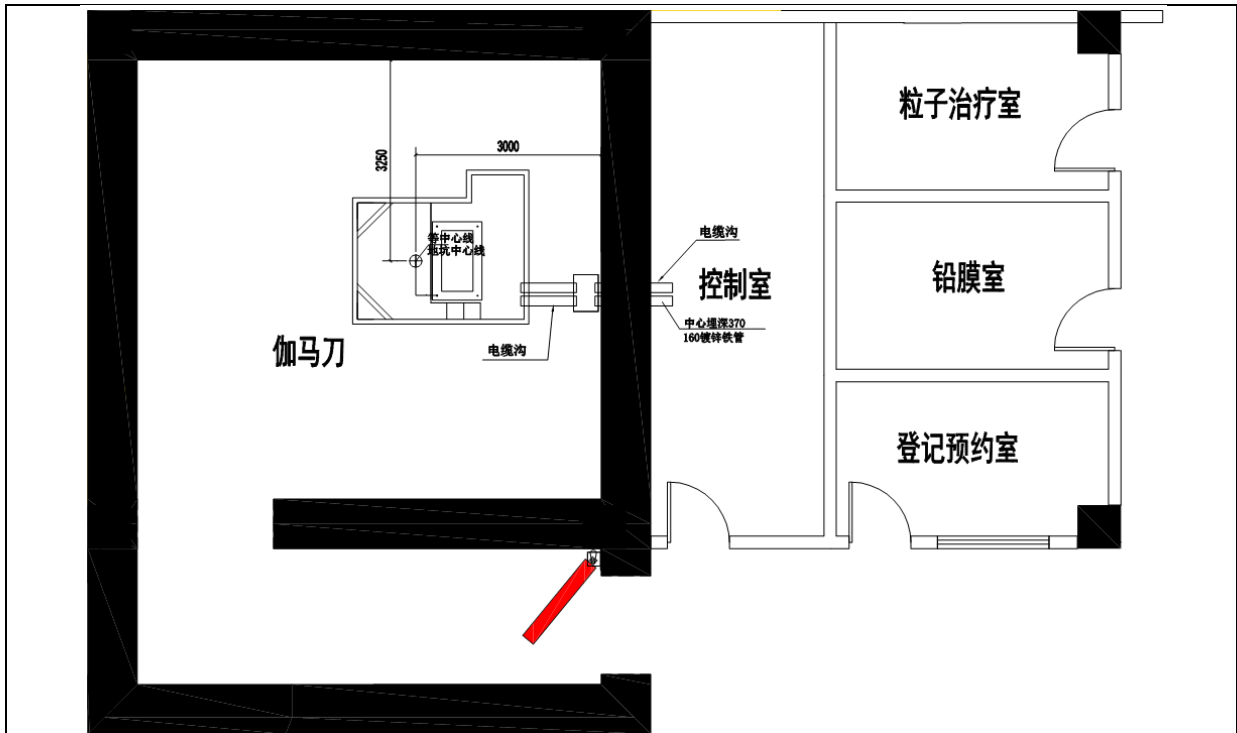 粒子治疗室
3000
3250
电缆沟
等中心线
地坑中心线
控制室
铅膜室
中心埋深370
160镀锌铁管
伽马刀
电缆沟
登记预约室